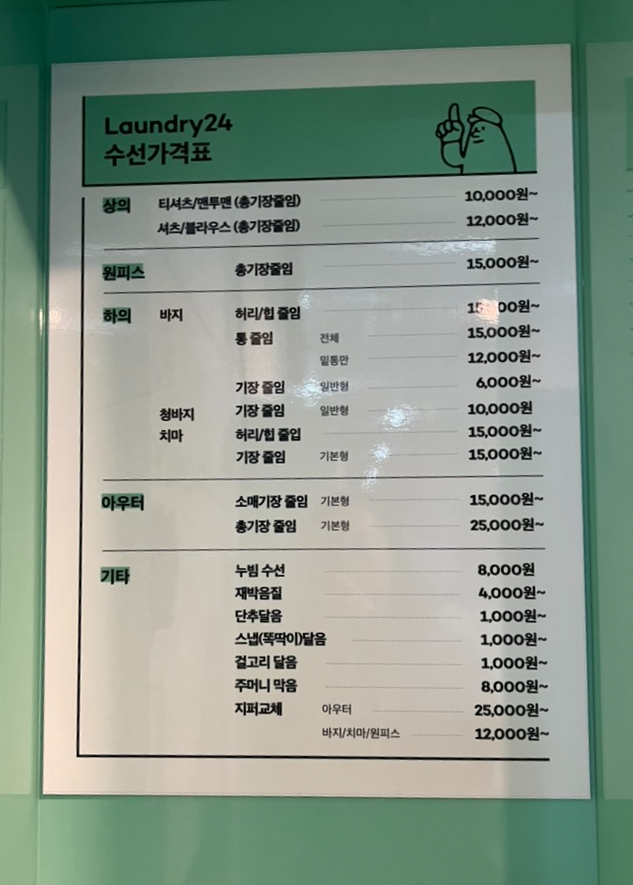 Laundry24
수선가격표
상의 티셔츠/맨투맨 (총기장줄임) 10,000원~
셔츠/블라우스 (총기장줄임) 12,000원~
원피스 총기장줄임 15,000원~
하의 바지 허리/힙 줄임
통 줄임 전체 15,000원~
밑통만 12,000원~
기장 줄임 일반형 6,000원~
청바지 기장 줄임 일반형 10,000원
치마 허리/힙 줄입 15,000원~
기장 줄임 기본형 15,000원~
아우터 소매기장 줄임 기본형 15,000원~
총기장 줄임 기본형 25,000원~
기타 누빔 수선 8,000원
재박음질 4,000원~
단추달음 1,000원~
스냅(똑딱이)달음 1,000원~
걸고리 달음 1,000원~
주머니 막음 8,000원~
지퍼교체 아우터 25,000원~
바지/치마/원피스 12,000원~